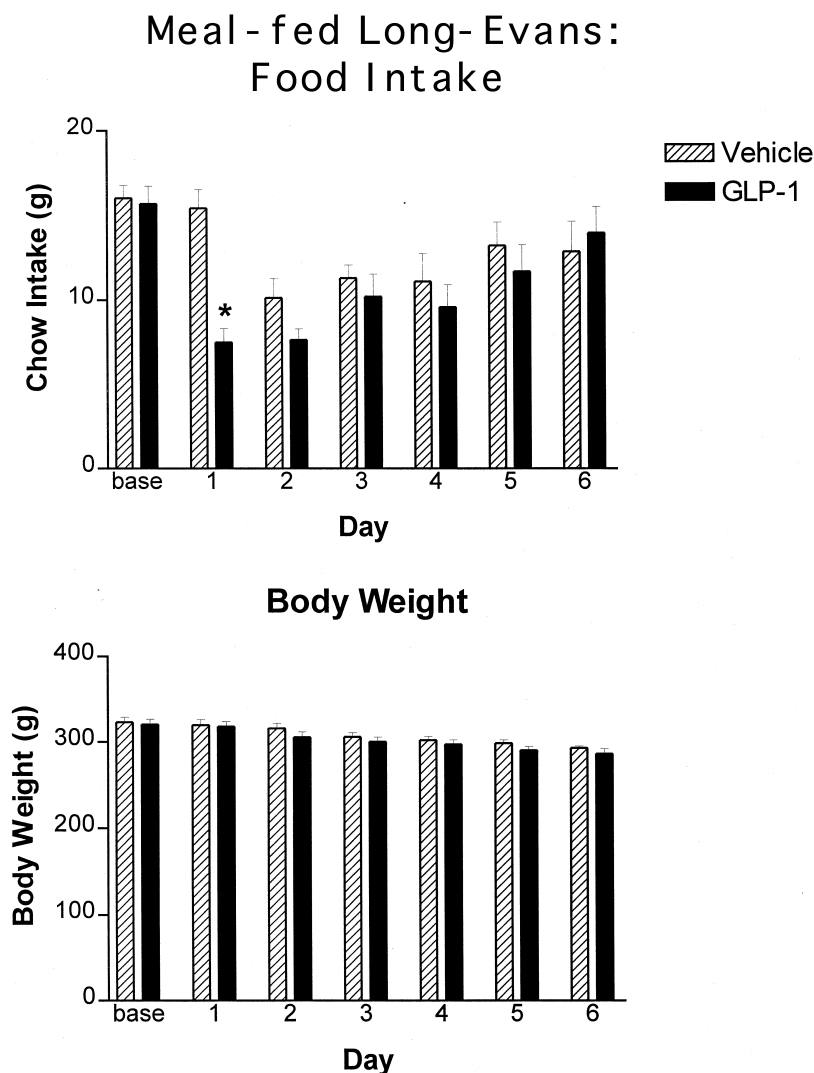 Meal-fed Long-Evans:
Food Intake
Vehicle
GLP-1
Chow Intake (g)
20
10
0
*
base 1 2 3 4 5 6
Day
Body Weight
Body Weight (g)
400
300
200
100
0
base 1 2 3 4 5 6
Day